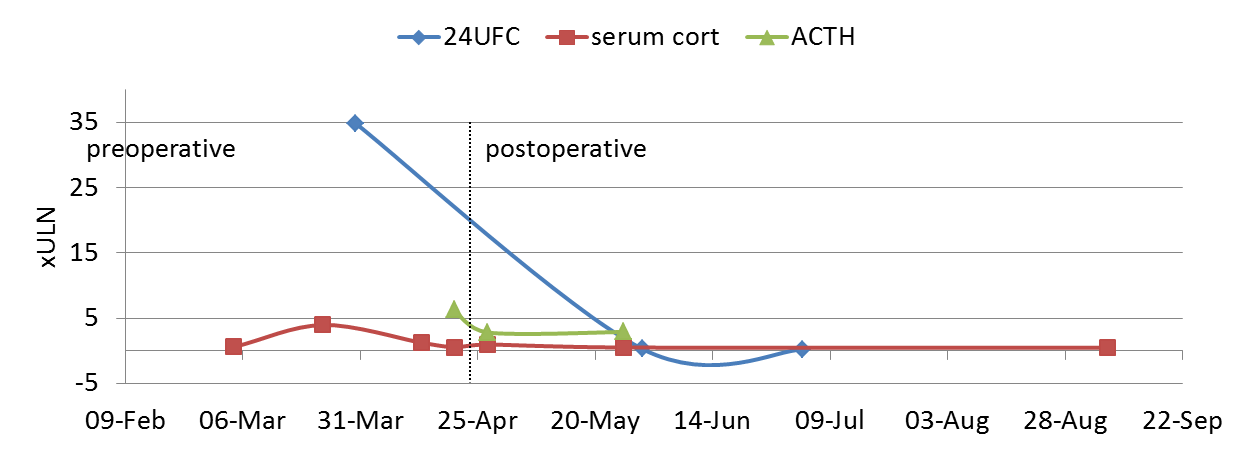 24UFC serum cort ACTH
35
preoperative postoperative
25
xULN
15
5
-5
09-Feb 06-Mar 31-Mar 25-Apr 20-May 14-Jun 09-Jul 03-Aug 28-Aug 22-Sep